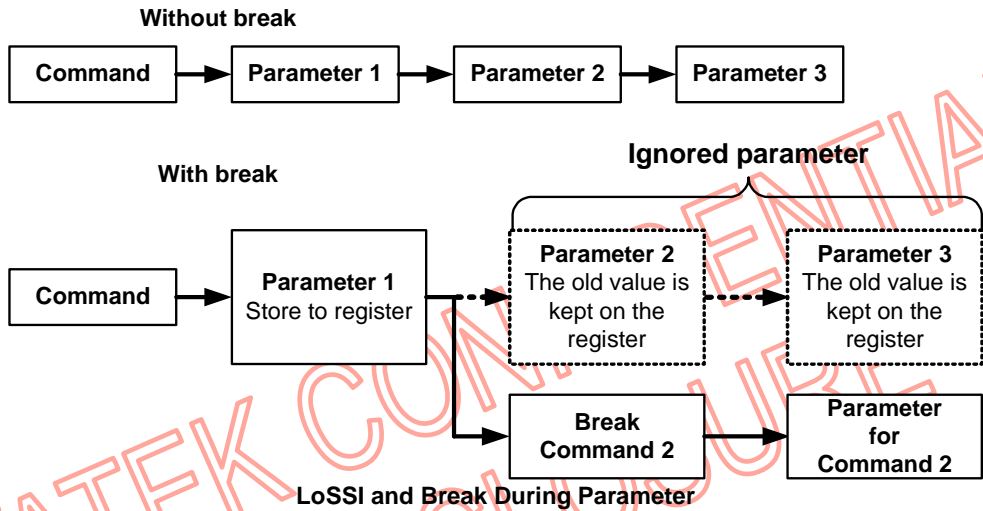 Without break
Command
Parameter 1
Parameter 2
Parameter 3
Ignored parameter
With break
Command
Parameter 1
Store to register
Parameter 2
The old value is
kept on the
register
Parameter 3
The old value is
kept on the
register
Break
Command 2
Parameter
for
Command 2
LoSSI and Break During Parameter